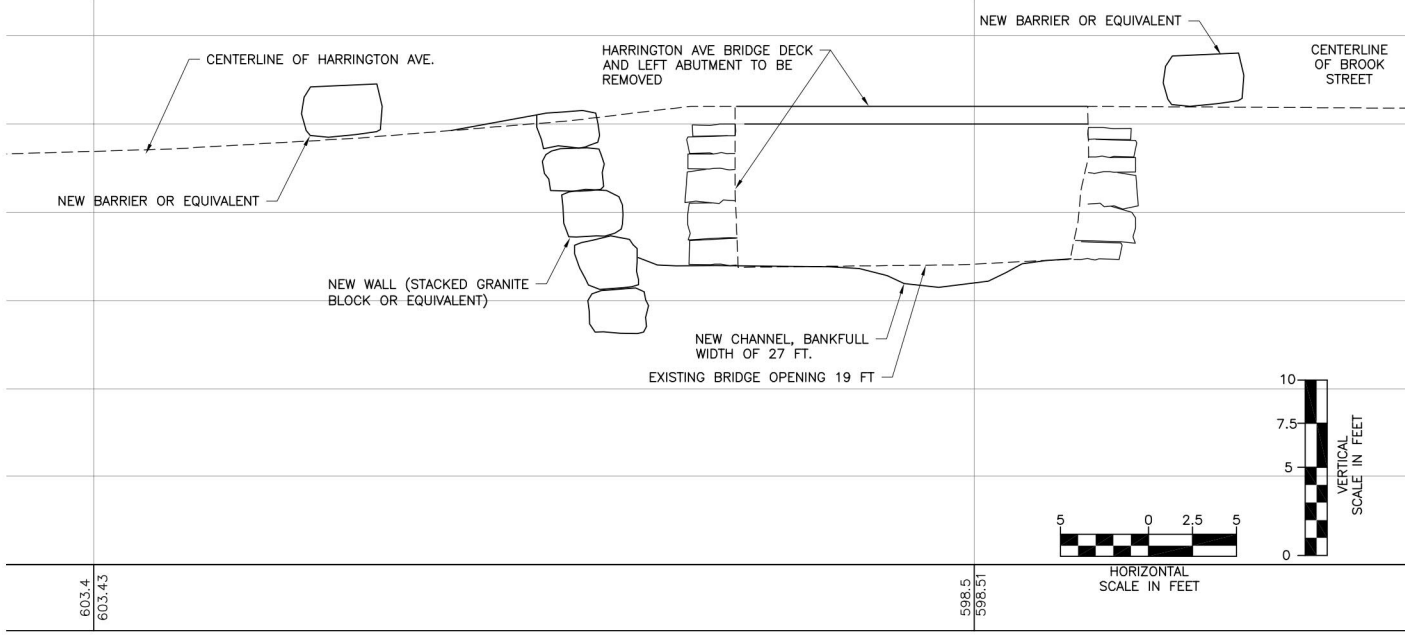 NEW BARRIER OR EQUIVALENT
CENTERLINE OF HARRINGTON AVE.
HARRINGTON AVE BRIDGE DECK
AND LEFT ABUTMENT TO BE
REMOVED
CENTERLINE
OF BROOK
STREET
NEW BARRIER OR EQUIVALENT
NEW WALL (STACKED GRANITE
BLOCK OR EQUIVALENT)
NEW CHANNEL, BANKFULL
WIDTH OF 27 FT.
EXISTING BRIDGE OPENING 19 FT
10
7.5
5
0
VERTICAL
SCALE IN FEET
5 0 2.5 5
HORIZONTAL
SCALE IN FEET
603.4
603.43
598.5
598.51